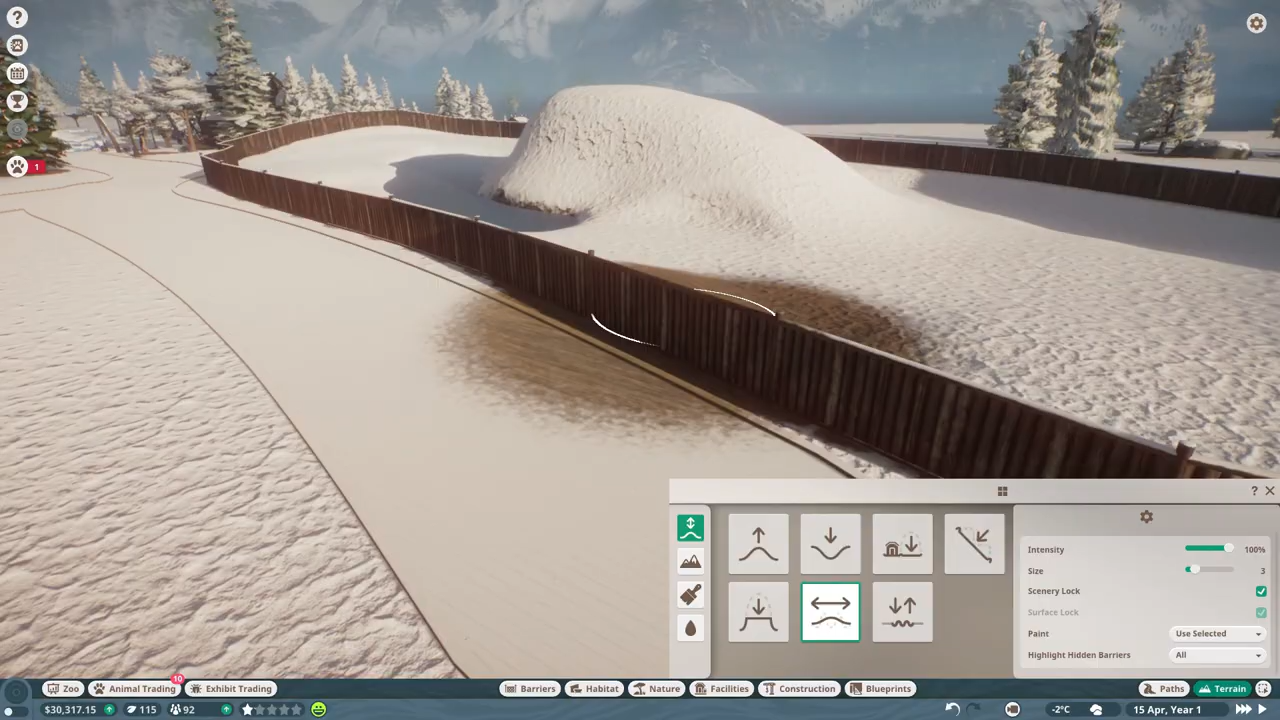 ?
1
? ×
Intensity 100%
Size 3
Scenery Lock
Surface Lock
Paint Use Selected
Highlight Hidden Barriers All
10
Zoo Animal Trading Exhibit Trading Barriers Habitat Nature Facilities Construction Blueprints Paths Terrain
$30,317.15 115 92 -2°C 15 Apr, Year 1